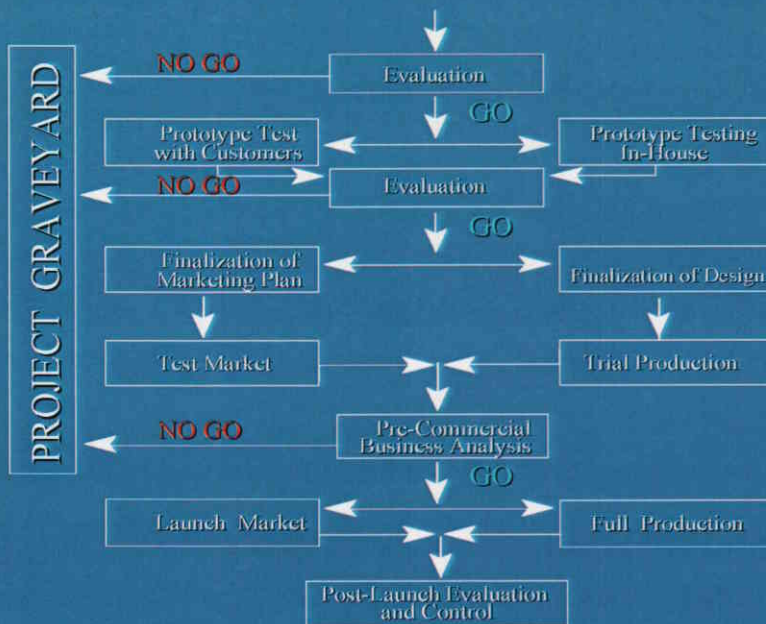 PROJECT GRAVEYARD
NO GO
Evaluation
GO
Prototype Test
with Customers
Prototype Testing
In-House
NO GO
Evaluation
GO
Finalization of
Marketing Plan
Finalization of Design
Test Market
Trial Production
NO GO
Pre-Commercial
Business Analysis
GO
Launch Market
Full Production
Post-Launch Evaluation
and Control